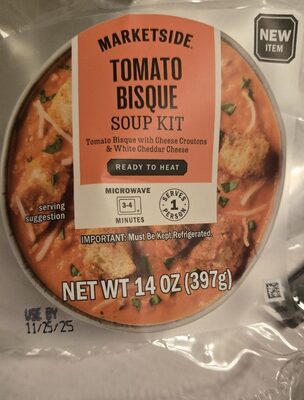 MARKETSIDE.
NEW
ITEM
TOMATO
BISQUE
SOUP KIT
Tomato Bisque with Cheese Croutons
& White Cheddar Cheese
READY TO HEAT
MICROWAVE
3-4
MINUTES
SERVES
1
PERSON
serving
suggestion
IMPORTANT: Must Be Kept Refrigerated.
NET WT 14 OZ (397g)
USE BY
11/25/25